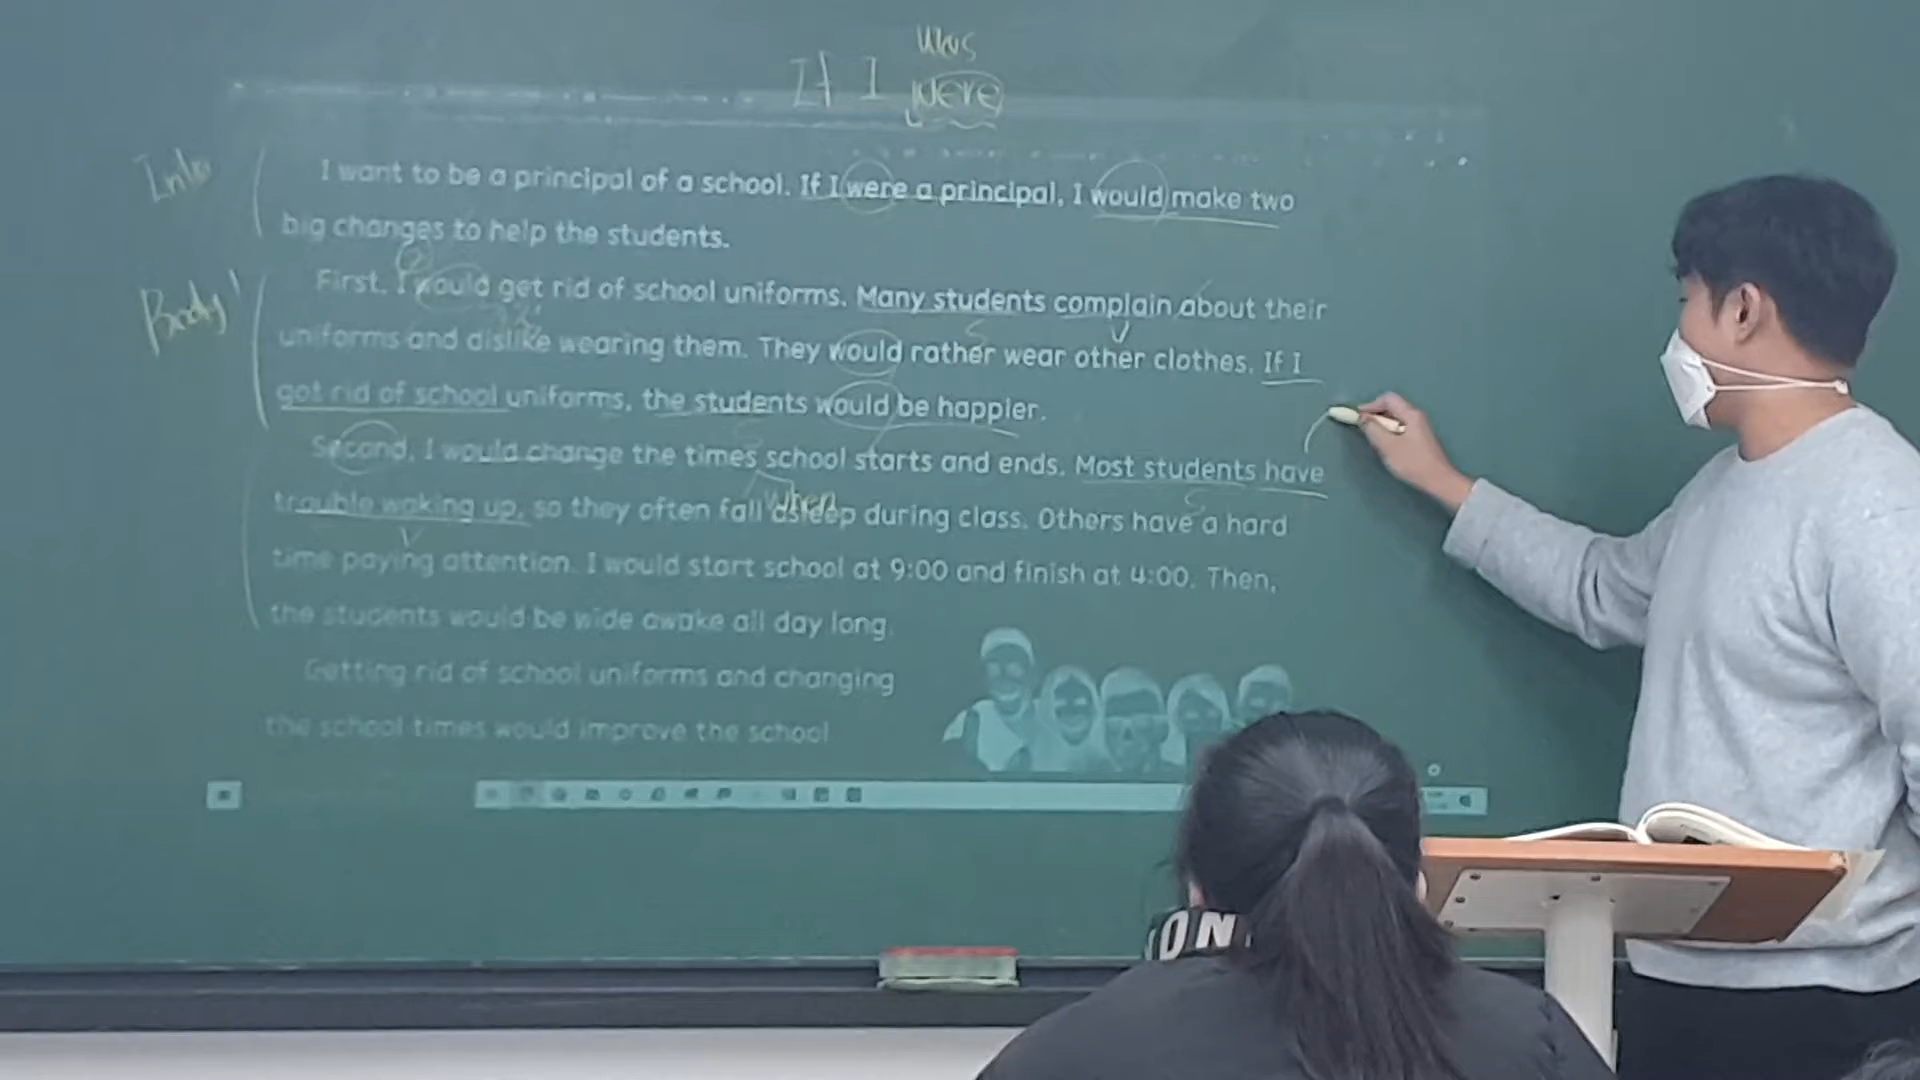 was
If I were
Intro
I want to be a principal of a school. If I were a principal, I would make two
big changes to help the students.
Body 1
First, I would get rid of school uniforms. Many students complain about their
S V
uniforms and dislike wearing them. They would rather wear other clothes. If I
got rid of school uniforms, the students would be happier.
Second, I would change the times school starts and ends. Most students have
when
S
trouble waking up, so they often fall asleep during class. Others have a hard
V
time paying attention. I would start school at 9:00 and finish at 4:00. Then,
the students would be wide awake all day long.
Getting rid of school uniforms and changing
the school times would improve the school
ON